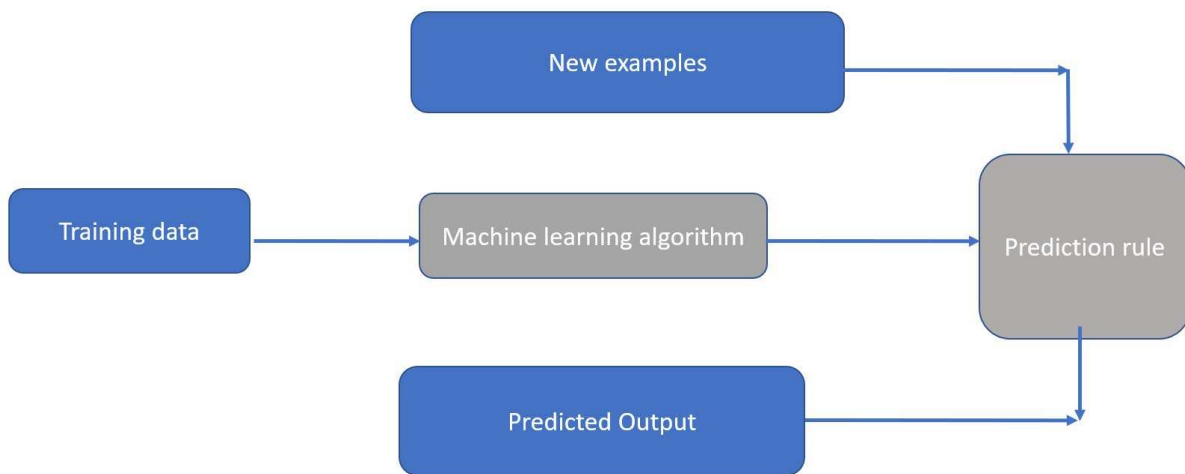 New examples
Training data
Machine learning algorithm
Prediction rule
Predicted Output